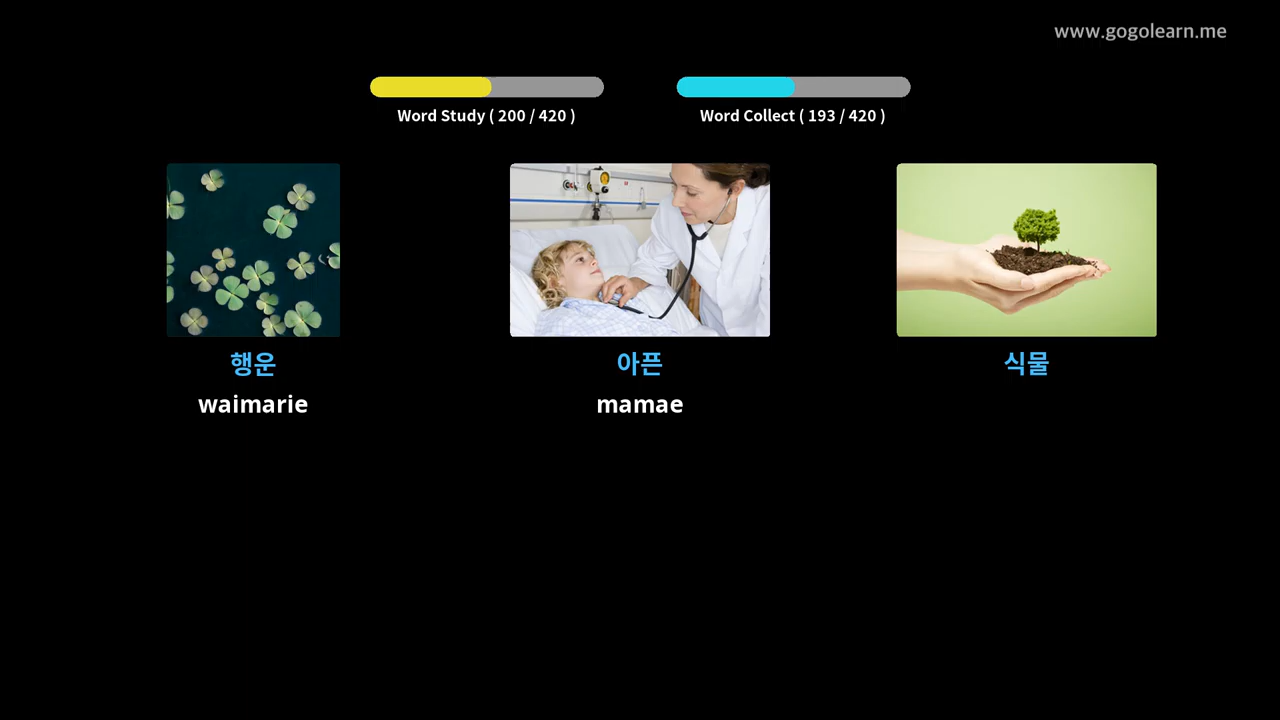 www.gogolearn.me
Word Study ( 200 / 420 )
Word Collect ( 193 / 420 )
행운
아픈
식물
waimarie
mamae